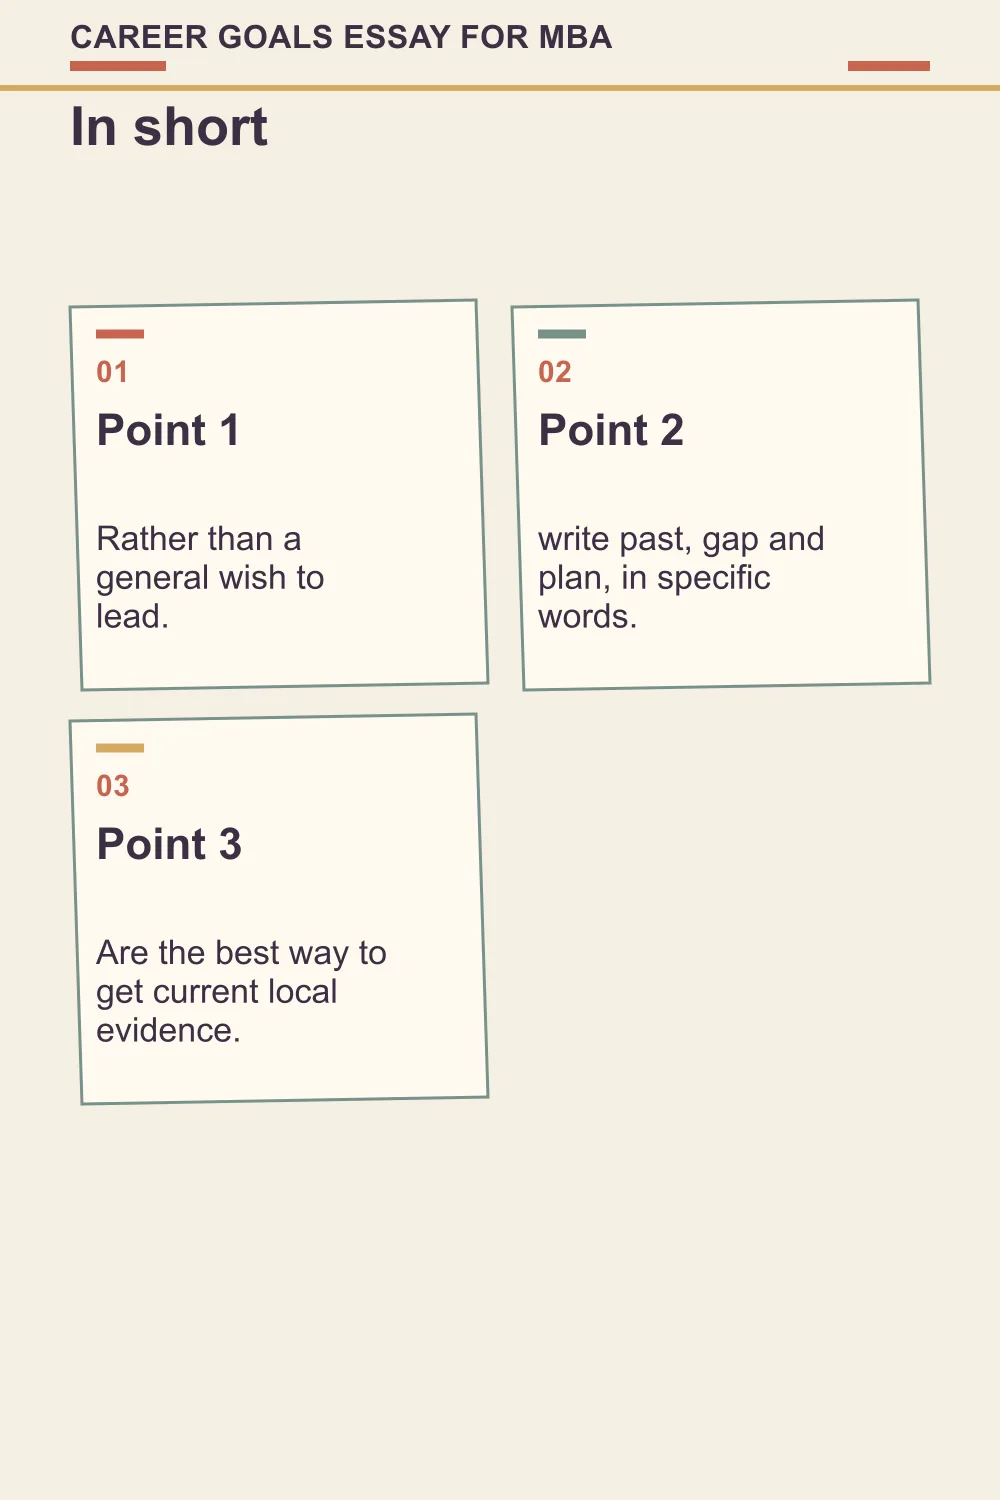 CAREER GOALS ESSAY FOR MBA
In short
01
Point 1
Rather than a
general wish to
lead.
02
Point 2
write past, gap and
plan, in specific
words.
03
Point 3
Are the best way to
get current local
evidence.